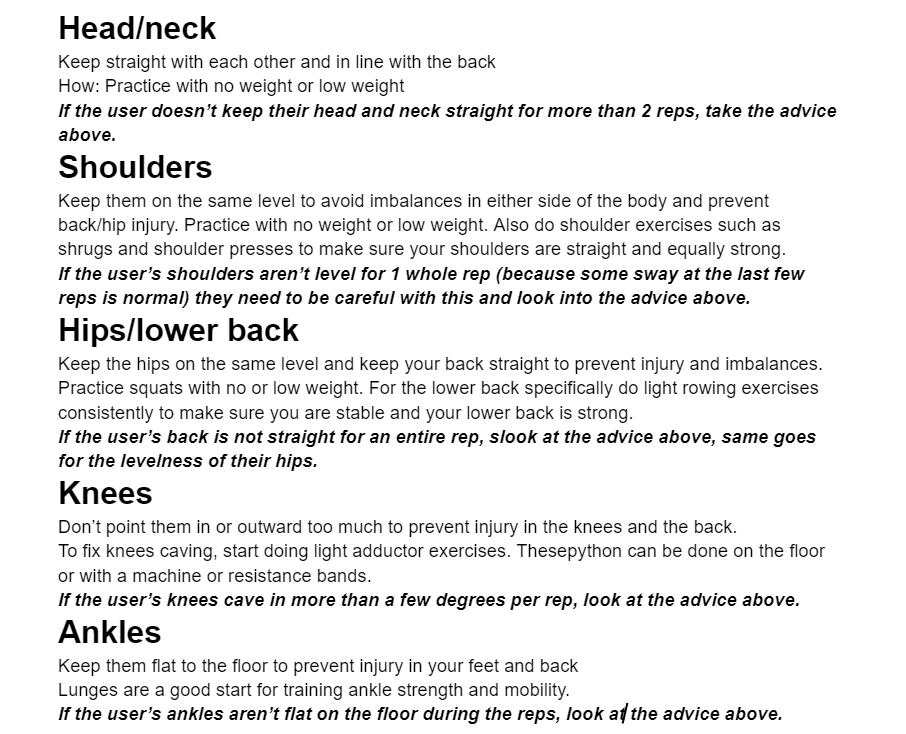 Head/neck
Keep straight with each other and in line with the back
How: Practice with no weight or low weight
If the user doesn’t keep their head and neck straight for more than 2 reps, take the advice
above.
Shoulders
Keep them on the same level to avoid imbalances in either side of the body and prevent
back/hip injury. Practice with no weight or low weight. Also do shoulder exercises such as
shrugs and shoulder presses to make sure your shoulders are straight and equally strong.
If the user’s shoulders aren’t level for 1 whole rep (because some sway at the last few
reps is normal) they need to be careful with this and look into the advice above.
Hips/lower back
Keep the hips on the same level and keep your back straight to prevent injury and imbalances.
Practice squats with no or low weight. For the lower back specifically do light rowing exercises
consistently to make sure you are stable and your lower back is strong.
If the user’s back is not straight for an entire rep, slook at the advice above, same goes
for the levelness of their hips.
Knees
Don’t point them in or outward too much to prevent injury in the knees and the back.
To fix knees caving, start doing light adductor exercises. Thesepython can be done on the floor
or with a machine or resistance bands.
If the user’s knees cave in more than a few degrees per rep, look at the advice above.
Ankles
Keep them flat to the floor to prevent injury in your feet and back
Lunges are a good start for training ankle strength and mobility.
If the user’s ankles aren’t flat on the floor during the reps, look at the advice above.